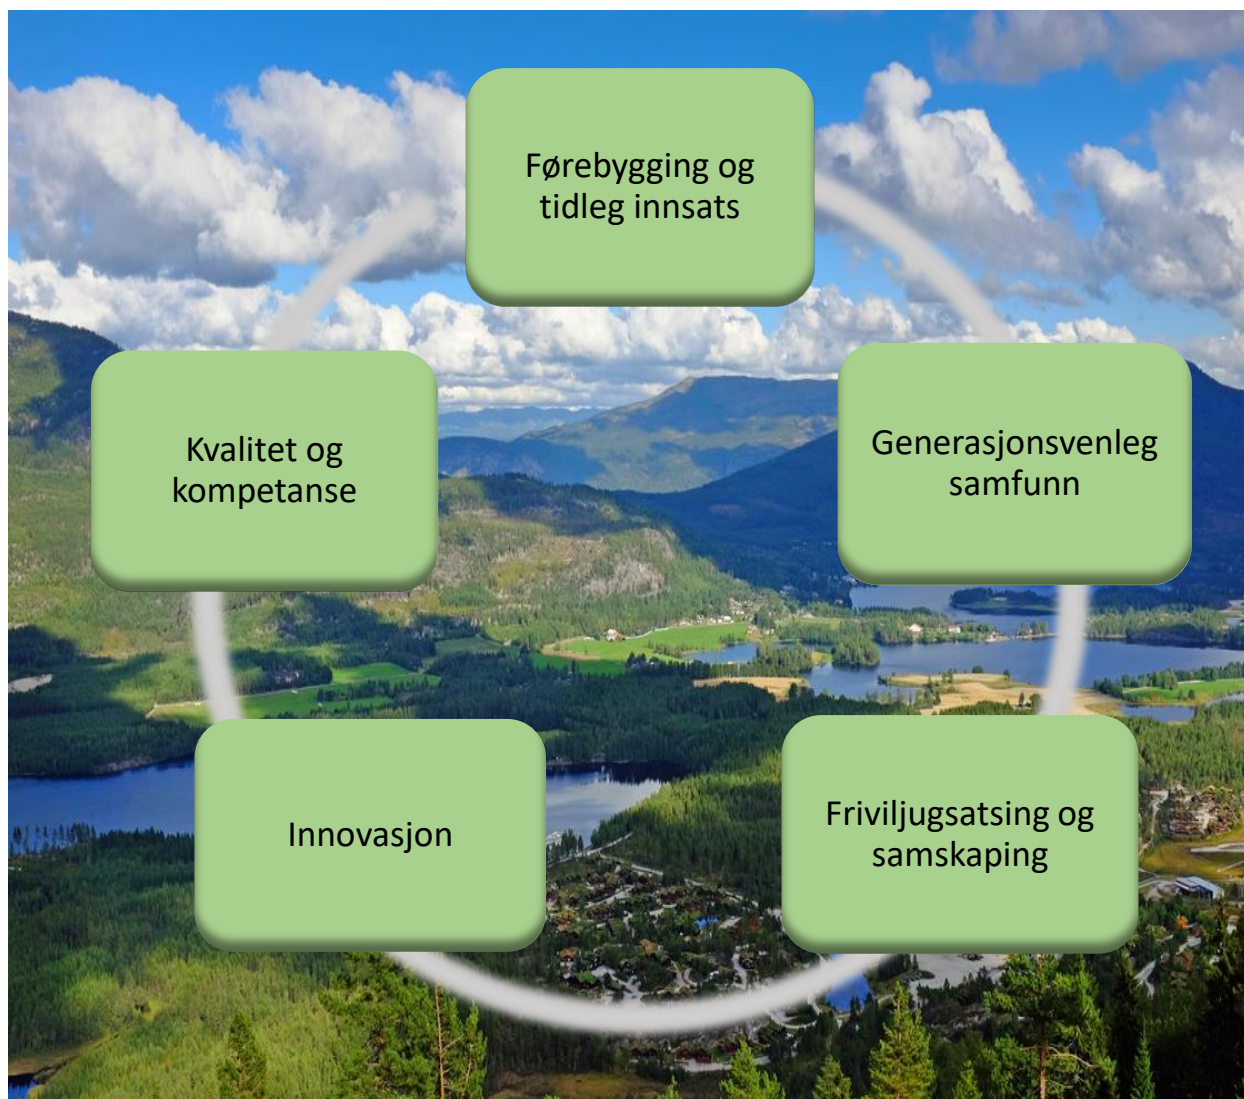 Førebygging og
tidleg innsats
Generasjonsvenleg
samfunn
Friviljugsatsing og
samskaping
Innovasjon
Kvalitet og
kompetanse